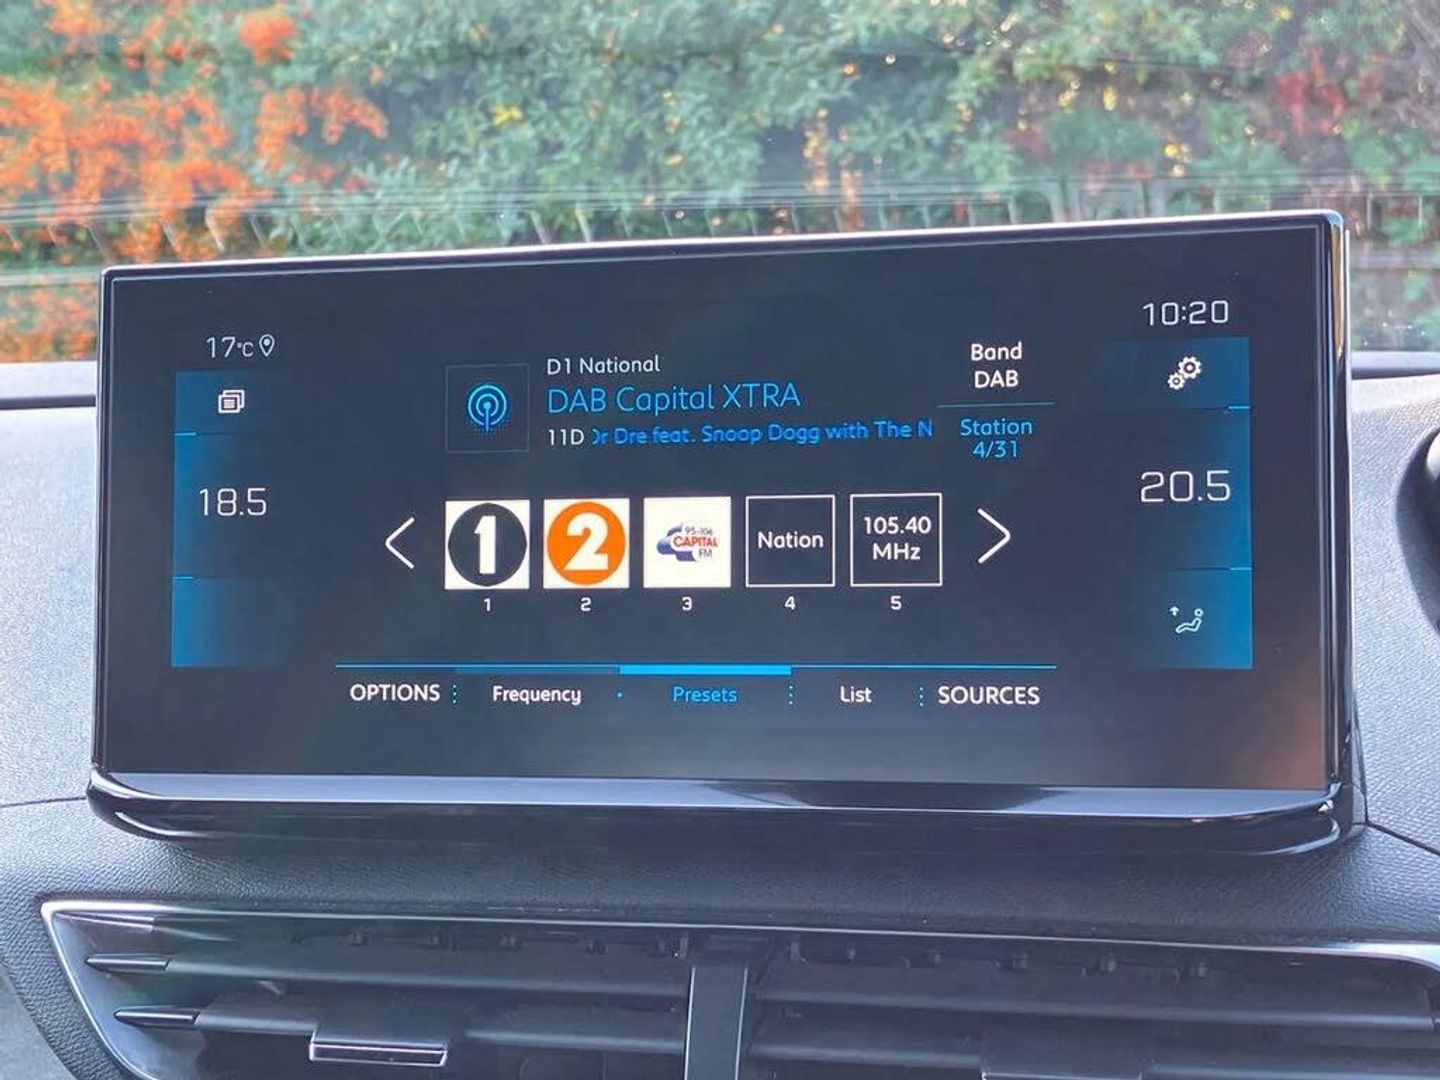 17°C
10:20
D1 National
DAB Capital XTRA
11D Dr Dre feat. Snoop Dogg with The N
Band
DAB
Station
4/31
18.5
20.5
1
2
95-106
CAPITAL
FM
Nation
105.40
MHz
1
2
3
4
5
OPTIONS
Frequency
Presets
List
SOURCES